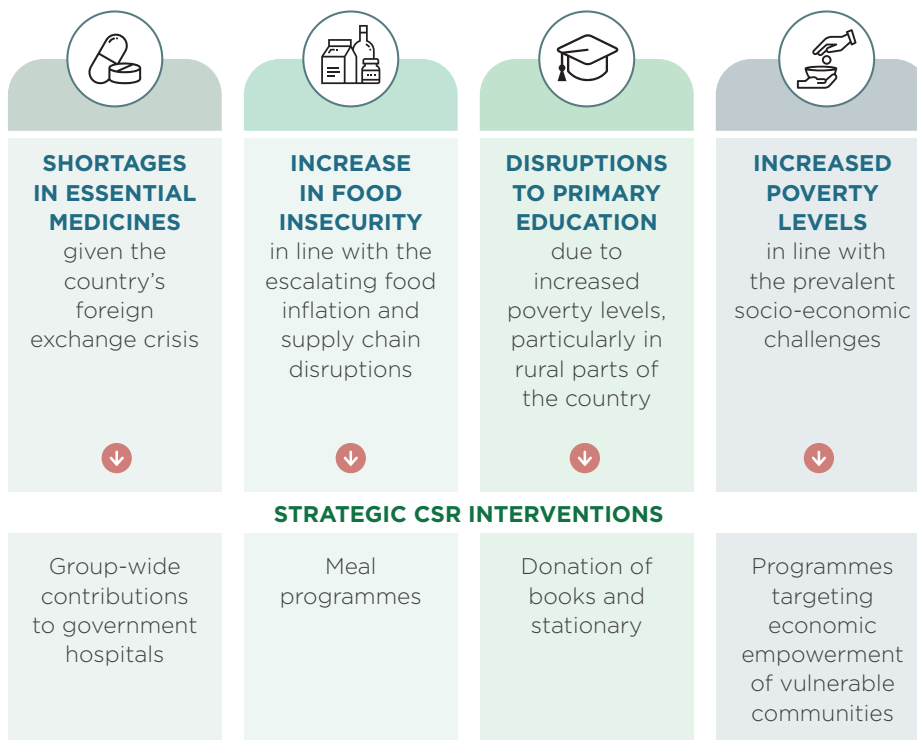 SHORTAGES
IN ESSENTIAL
MEDICINES
given the
country's
foreign
exchange crisis
INCREASE
IN FOOD
INSECURITY
in line with the
escalating food
inflation and
supply chain
disruptions
DISRUPTIONS
TO PRIMARY
EDUCATION
due to
increased
poverty levels,
particularly in
rural parts of
the country
INCREASED
POVERTY
LEVELS
in line with
the prevalent
socio-economic
challenges
STRATEGIC CSR INTERVENTIONS
Group-wide
contributions
to government
hospitals
Meal
programmes
Donation of
books and
stationary
Programmes
targeting
economic
empowerment
of vulnerable
communities